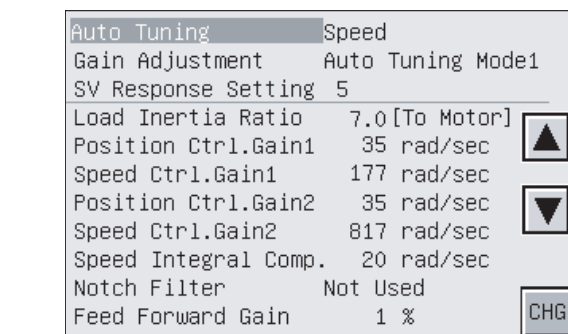 Auto Tuning Speed
Gain Adjustment Auto Tuning Mode1
SV Response Setting 5
Load Inertia Ratio 7.0[To Motor]
Position Ctrl.Gain1 35 rad/sec
Speed Ctrl.Gain1 177 rad/sec
Position Ctrl.Gain2 35 rad/sec
Speed Ctrl.Gain2 817 rad/sec
Speed Integral Comp. 20 rad/sec
Notch Filter Not Used
Feed Forward Gain 1 %
CHG